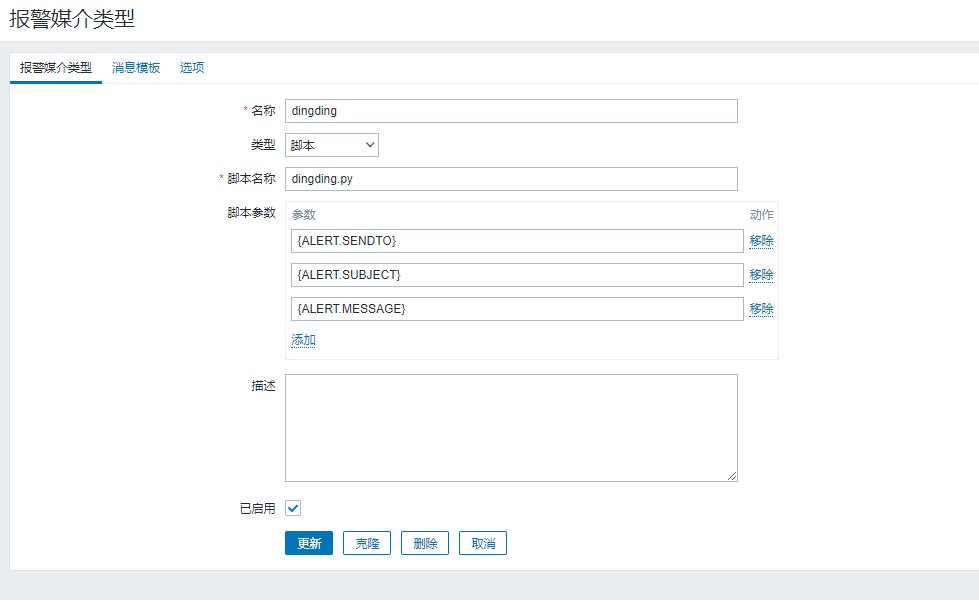 报警媒介类型
报警媒介类型 消息模板 选项
* 名称 dingding
类型 脚本
* 脚本名称 dingding.py
脚本参数 参数 动作
{ALERT.SENDTO} 移除
{ALERT.SUBJECT} 移除
{ALERT.MESSAGE} 移除
添加
描述
已启用
更新 克隆 删除 取消